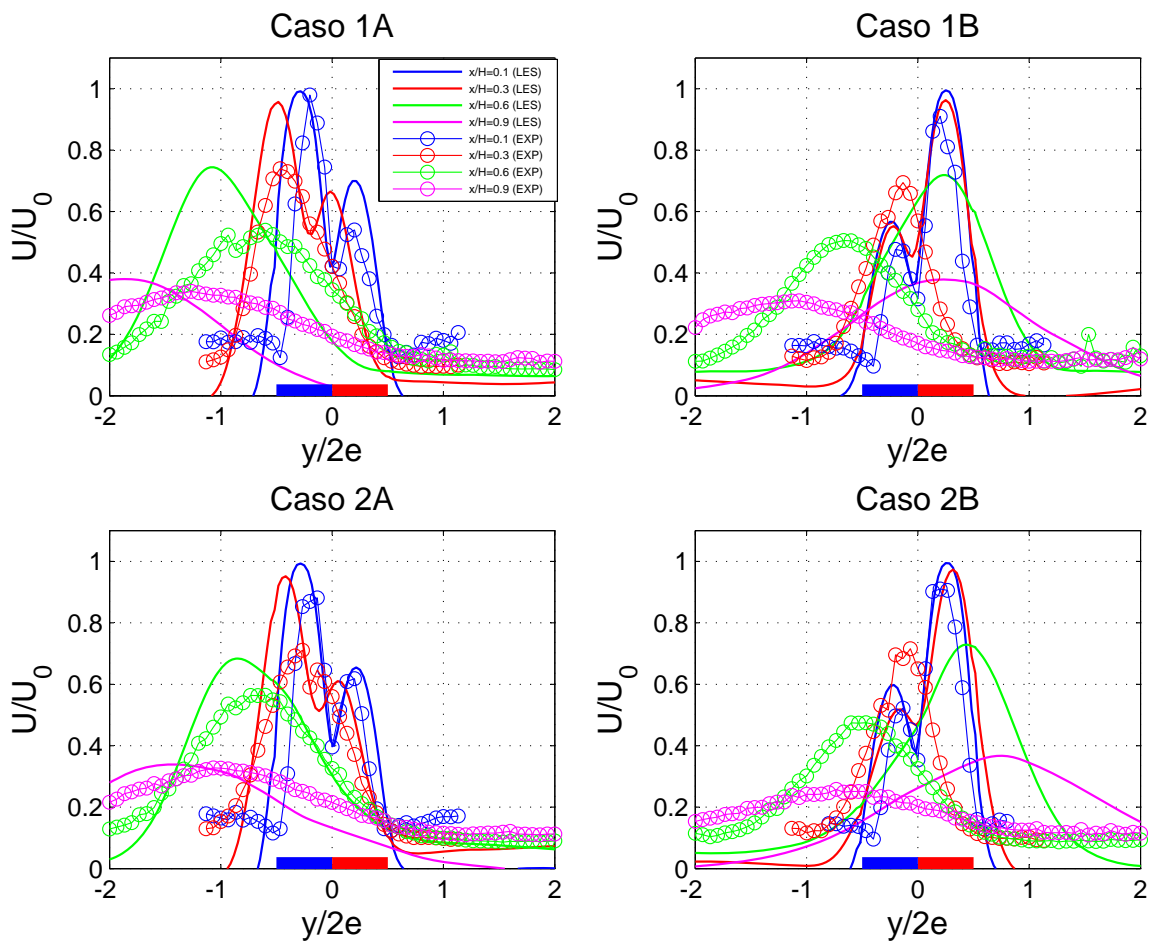 Caso 1A
1
0.8
0.6
0.4
0.2
0
U/U0
-2 -1 0 1 2
y/2e
x/H=0.1 (LES)
x/H=0.3 (LES)
x/H=0.6 (LES)
x/H=0.9 (LES)
x/H=0.1 (EXP)
x/H=0.3 (EXP)
x/H=0.6 (EXP)
x/H=0.9 (EXP)
Caso 1B
1
0.8
0.6
0.4
0.2
0
U/U0
-2 -1 0 1 2
y/2e
Caso 2A
1
0.8
0.6
0.4
0.2
0
U/U0
-2 -1 0 1 2
y/2e
Caso 2B
1
0.8
0.6
0.4
0.2
0
U/U0
-2 -1 0 1 2
y/2e